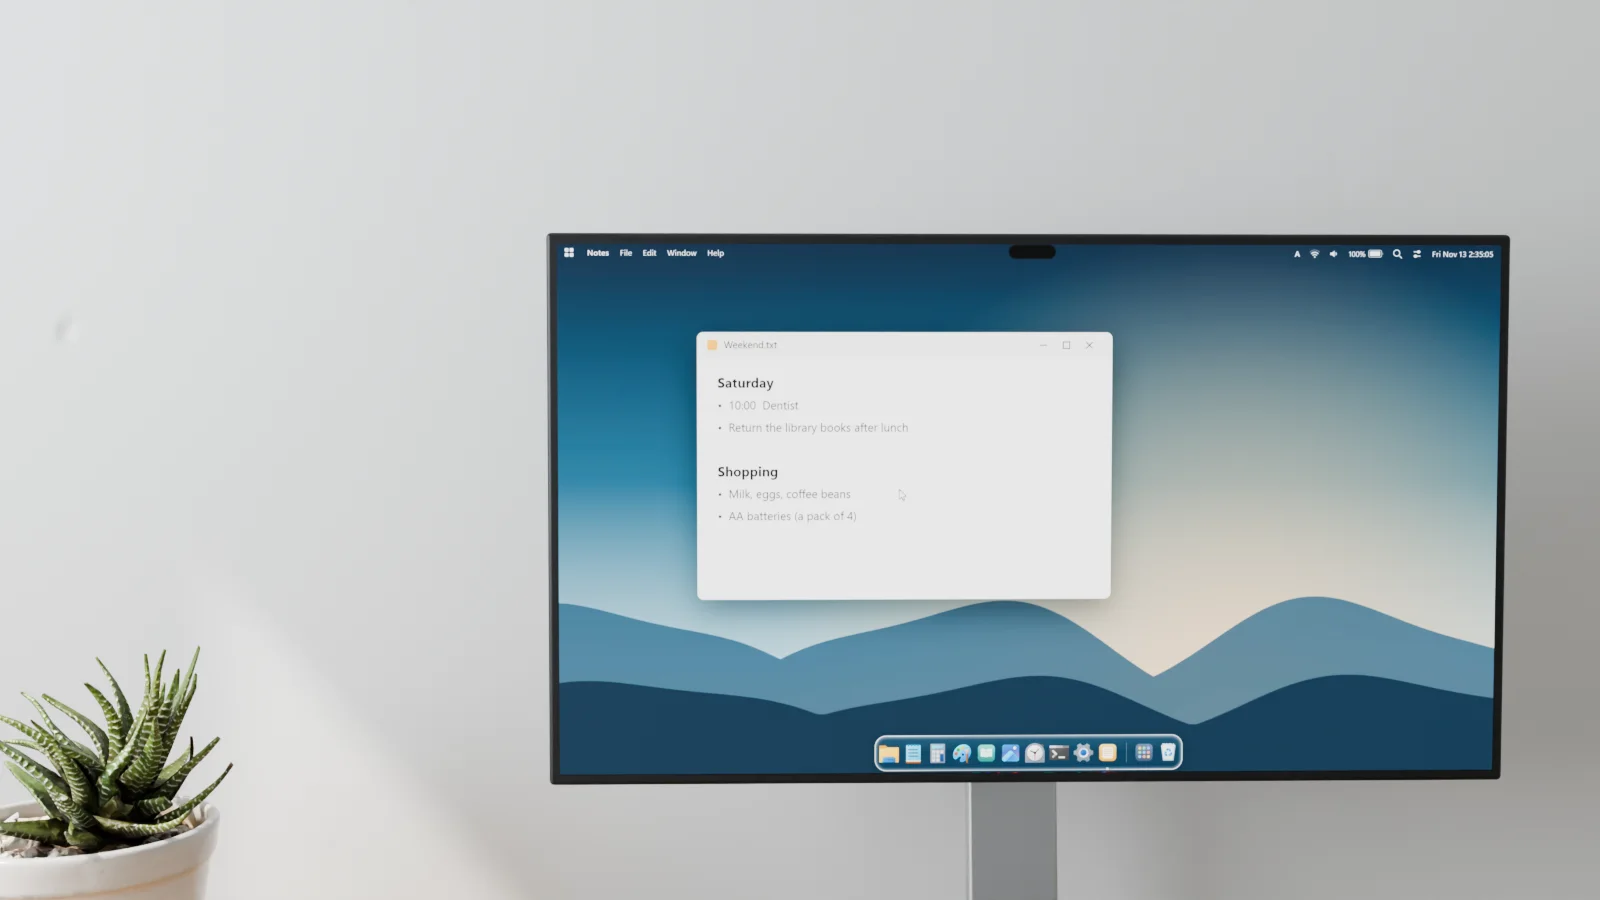 Notes File Edit Window Help
A 100% Fri Nov 13 2:35:05
Weekend.txt
Saturday
• 10:00 Dentist
• Return the library books after lunch
Shopping
• Milk, eggs, coffee beans
• AA batteries (a pack of 4)